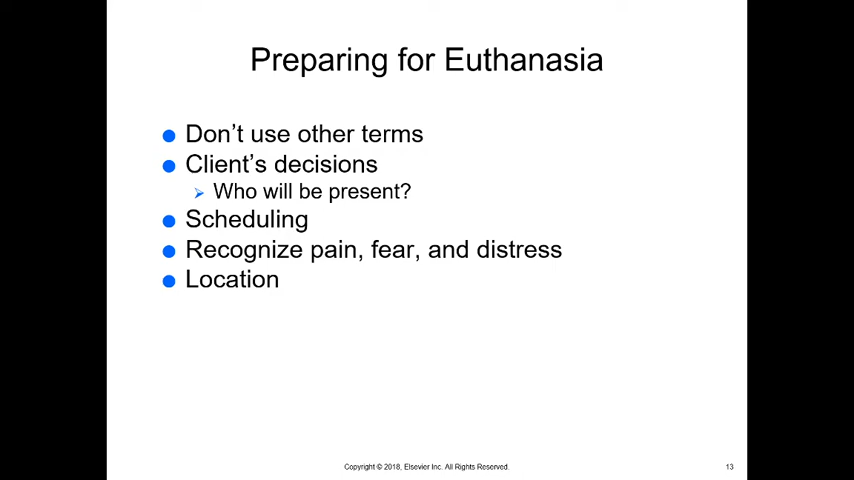 Preparing for Euthanasia
Don't use other terms
Client's decisions
Who will be present?
Scheduling
Recognize pain, fear, and distress
Location
Copyright © 2018, Elsevier Inc. All Rights Reserved.
13